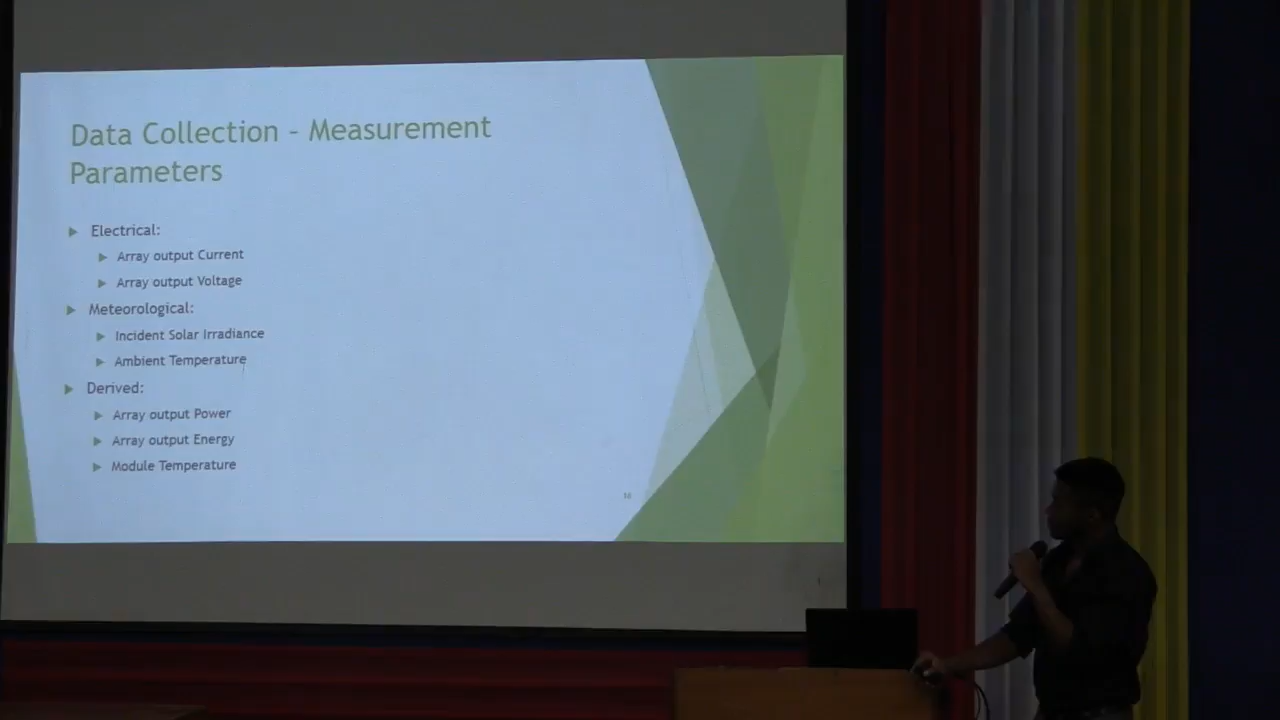 Data Collection – Measurement
Parameters
Electrical:
Array output Current
Array output Voltage
Meteorological:
Incident Solar Irradiance
Ambient Temperature
Derived:
Array output Power
Array output Energy
Module Temperature
16